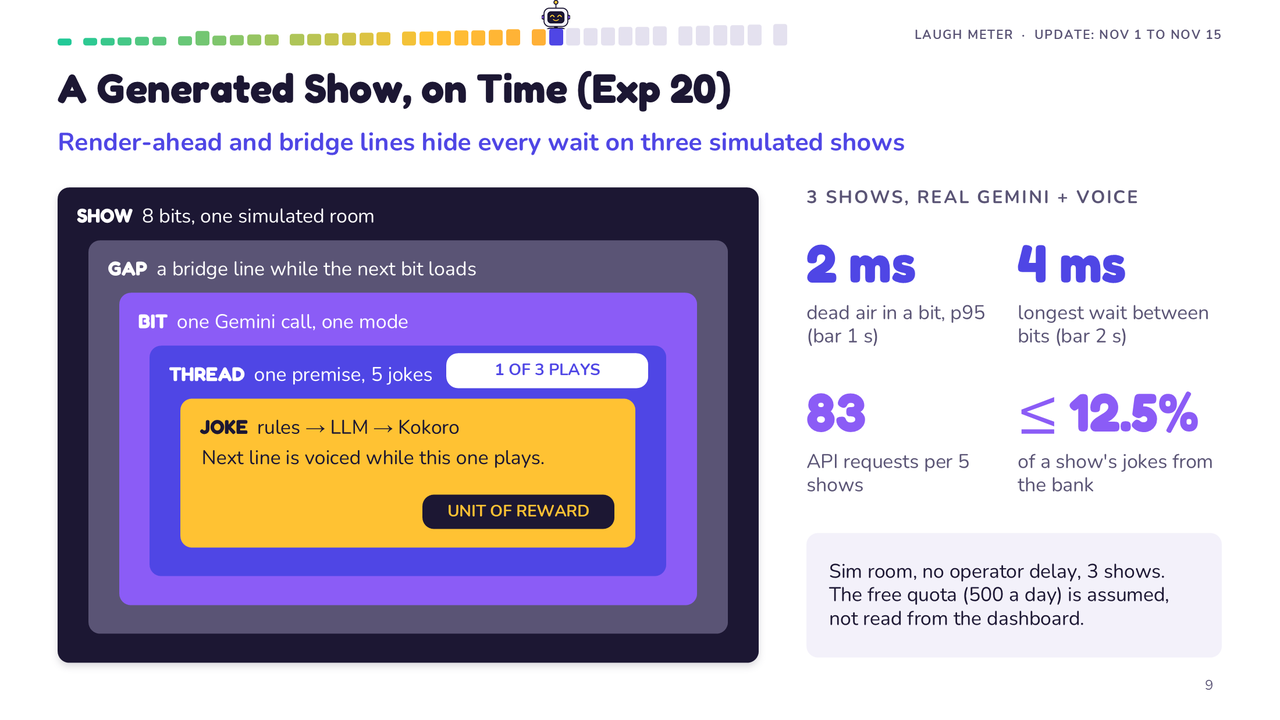 LAUGH METER · UPDATE: NOV 1 TO NOV 15
A Generated Show, on Time (Exp 20)
Render-ahead and bridge lines hide every wait on three simulated shows
SHOW 8 bits, one simulated room
GAP a bridge line while the next bit loads
BIT one Gemini call, one mode
THREAD one premise, 5 jokes
1 OF 3 PLAYS
JOKE rules → LLM → Kokoro
Next line is voiced while this one plays.
UNIT OF REWARD
3 SHOWS, REAL GEMINI + VOICE
2 ms
dead air in a bit, p95
(bar 1 s)
4 ms
longest wait between
bits (bar 2 s)
83
API requests per 5
shows
≤ 12.5%
of a show's jokes from
the bank
Sim room, no operator delay, 3 shows.
The free quota (500 a day) is assumed,
not read from the dashboard.
9